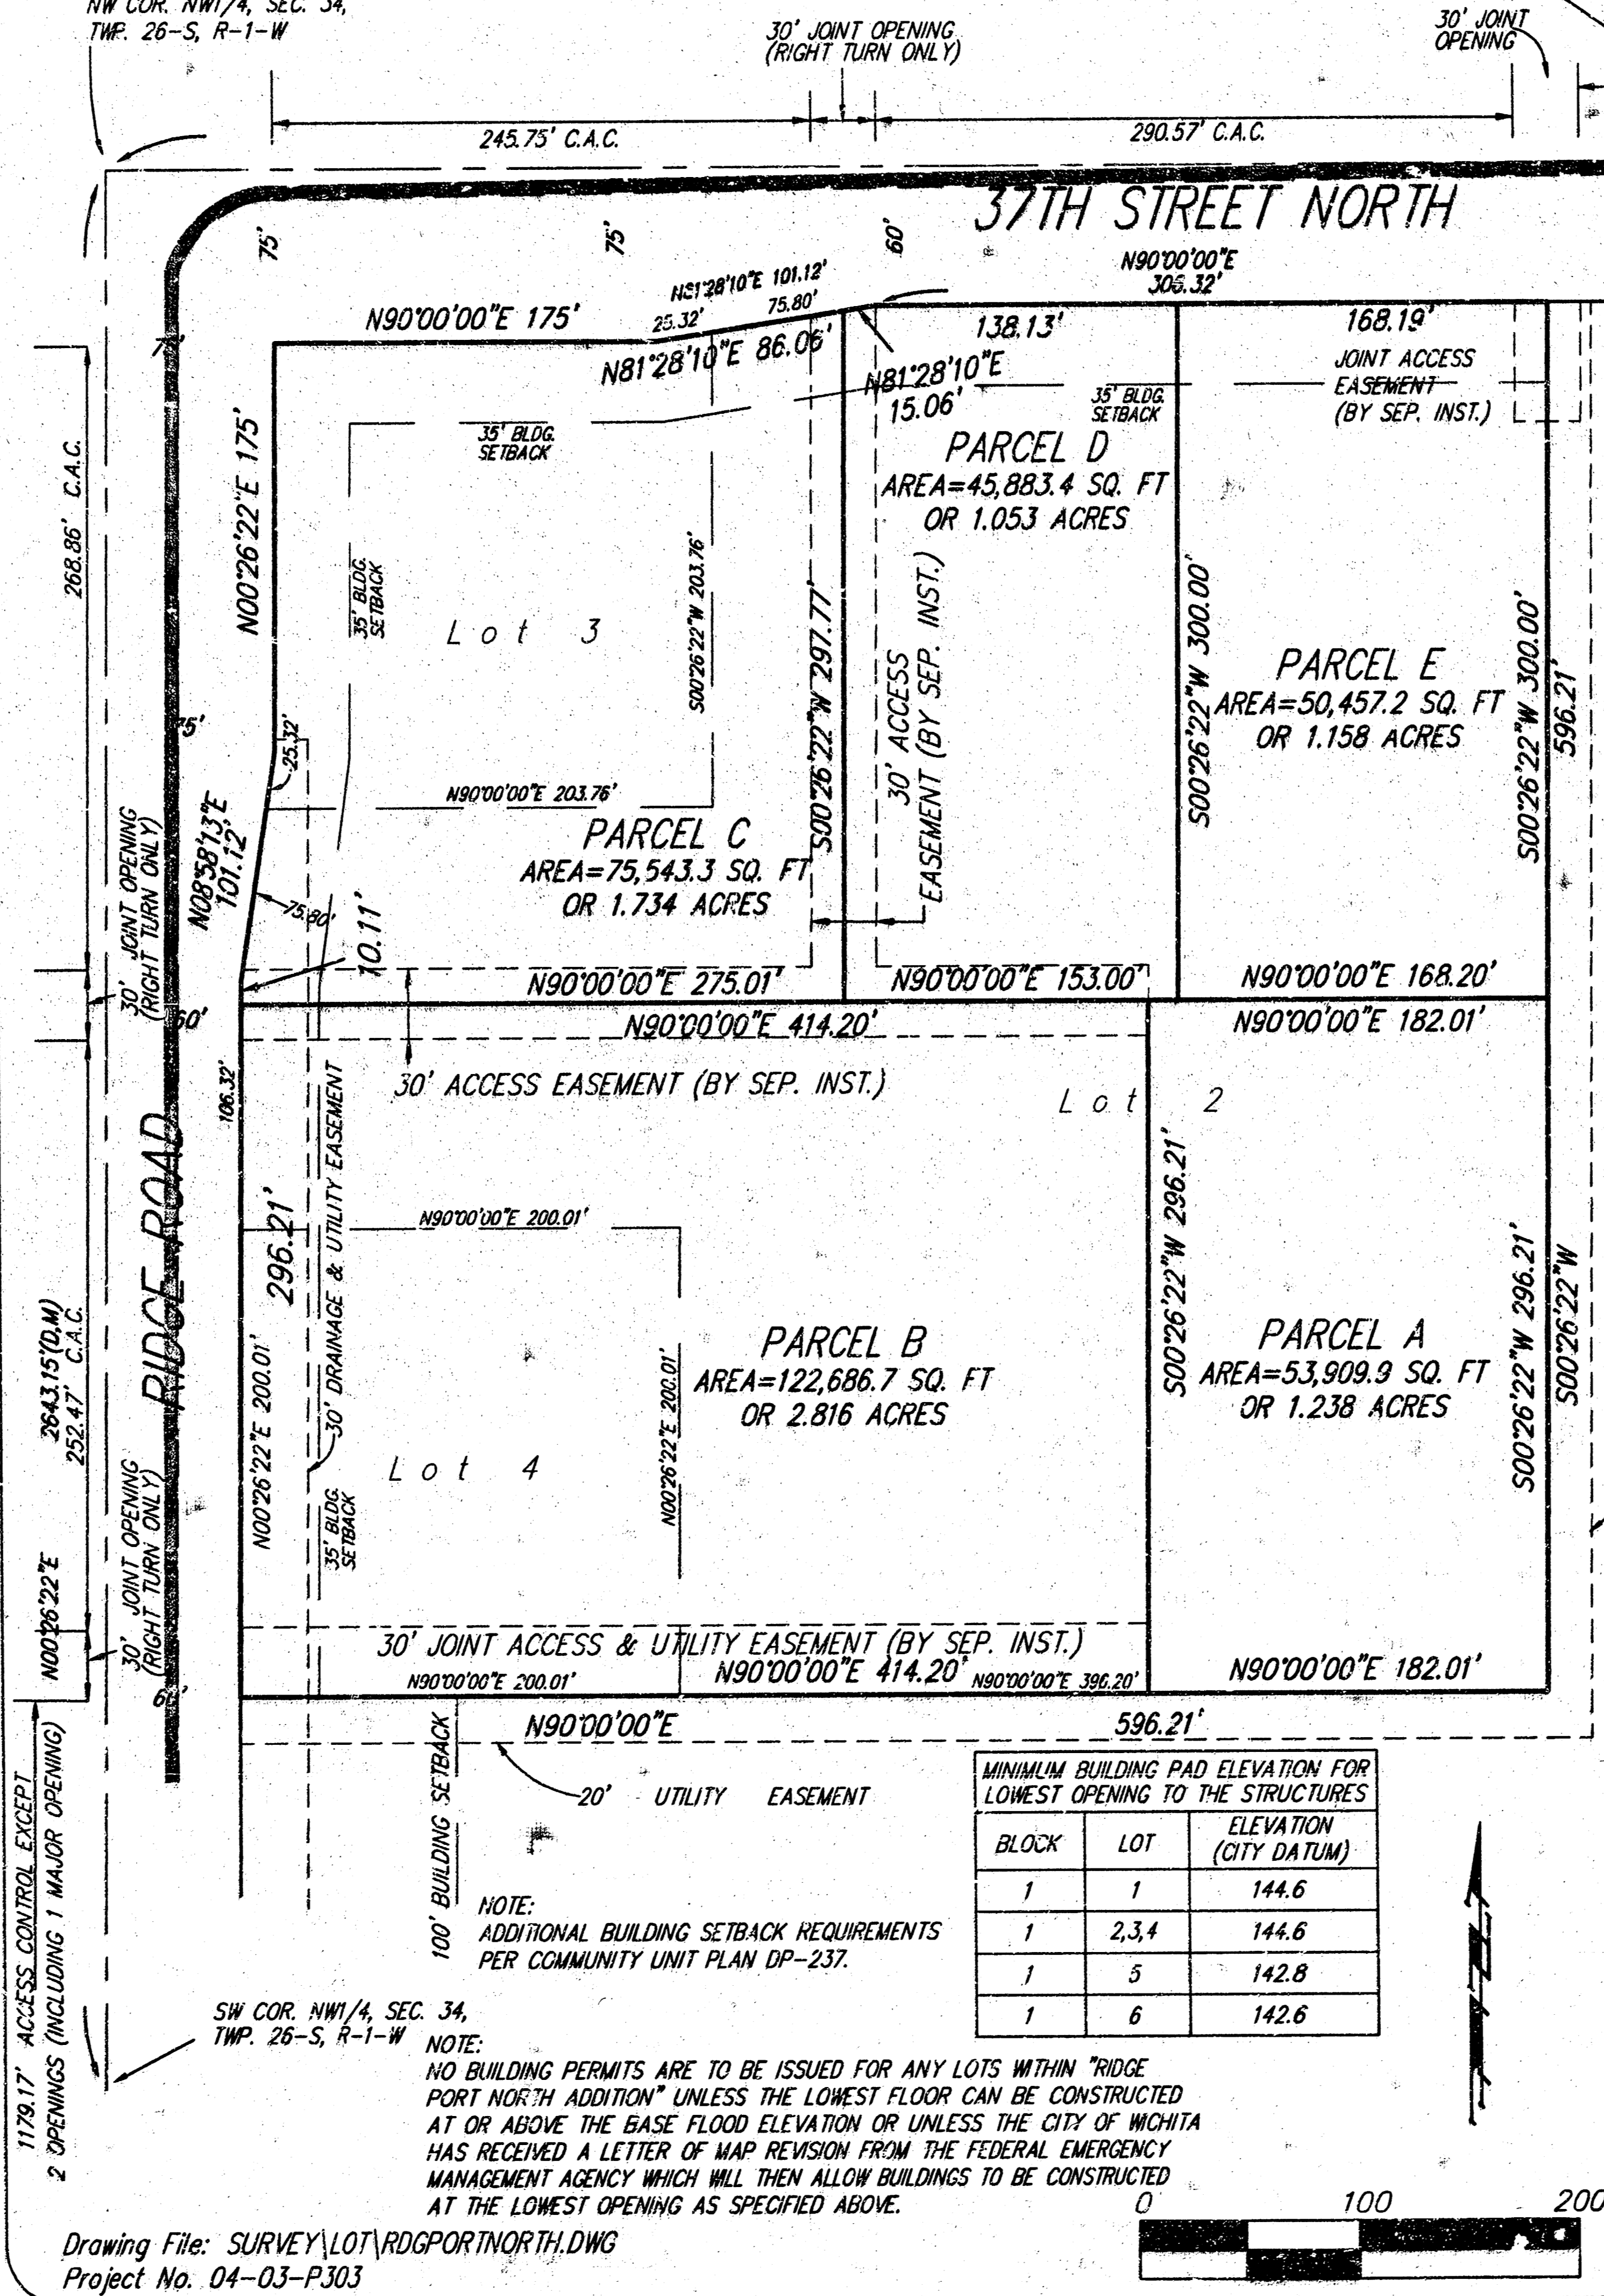 NW COR. NW1/4, SEC. 34,
TWP. 26-S, R-1-W
30' JOINT OPENING
(RIGHT TURN ONLY)
30' JOINT
OPENING
245.75' C.A.C.
290.57' C.A.C.
37TH STREET NORTH
75'
75'
60'
N90°00'00"E
306.32'
N81°28'10"E 101.12'
25.32'
75.80'
N90°00'00"E 175'
N81°28'10"E 86.06'
N81°28'10"E
15.06'
138.13'
168.19'
JOINT ACCESS
EASEMENT
(BY SEP. INST.)
35' BLDG.
SETBACK
35' BLDG.
SETBACK
75'
N00°26'22"E 175'
268.86' C.A.C.
35' BLDG.
SETBACK
Lot 3
S00°26'22"W 203.76'
S00°26'22"W 297.77'
PARCEL D
AREA=45,883.4 SQ. FT
OR 1.053 ACRES
30' ACCESS
EASEMENT (BY SEP. INST.)
S00°26'22"W 300.00'
PARCEL E
AREA=50,457.2 SQ. FT
OR 1.158 ACRES
S00°26'22"W 300.00'
596.21'
75'
25.32'
N90°00'00"E 203.76'
PARCEL C
AREA=75,543.3 SQ. FT
OR 1.734 ACRES
N08°58'13"E
101.12'
75.80'
10.11'
30' JOINT OPENING
(RIGHT TURN ONLY)
60'
N90°00'00"E 275.01'
N90°00'00"E 153.00'
N90°00'00"E 168.20'
N90°00'00"E 414.20'
N90°00'00"E 182.01'
30' ACCESS EASEMENT (BY SEP. INST.)
Lot 2
106.32'
RIDGE ROAD
296.21'
30' DRAINAGE & UTILITY EASEMENT
N90°00'00"E 200.01'
S00°26'22"W 296.21'
PARCEL B
AREA=122,686.7 SQ. FT
OR 2.816 ACRES
PARCEL A
AREA=53,909.9 SQ. FT
OR 1.238 ACRES
S00°26'22"W 296.21'
S00°26'22"W
N00°26'22"E 200.01'
N00°26'22"E 200.01'
Lot 4
35' BLDG.
SETBACK
2643.15'(D,M)
252.47' C.A.C.
N00°26'22"E
30' JOINT OPENING
(RIGHT TURN ONLY)
60'
30' JOINT ACCESS & UTILITY EASEMENT (BY SEP. INST.)
N90°00'00"E 200.01'
N90°00'00"E 414.20'
N90°00'00"E 396.20'
N90°00'00"E 182.01'
N90°00'00"E
596.21'
20' UTILITY EASEMENT
100' BUILDING SETBACK
1179.17' ACCESS CONTROL EXCEPT
2 OPENINGS (INCLUDING 1 MAJOR OPENING)
MINIMUM BUILDING PAD ELEVATION FOR
LOWEST OPENING TO THE STRUCTURES
BLOCK LOT ELEVATION
(CITY DATUM)
1 1 144.6
1 2,3,4 144.6
1 5 142.8
1 6 142.6
NOTE:
ADDITIONAL BUILDING SETBACK REQUIREMENTS
PER COMMUNITY UNIT PLAN DP-237.
SW COR. NW1/4, SEC. 34,
TWP. 26-S, R-1-W
NOTE:
NO BUILDING PERMITS ARE TO BE ISSUED FOR ANY LOTS WITHIN "RIDGE
PORT NORTH ADDITION" UNLESS THE LOWEST FLOOR CAN BE CONSTRUCTED
AT OR ABOVE THE BASE FLOOD ELEVATION OR UNLESS THE CITY OF WICHITA
HAS RECEIVED A LETTER OF MAP REVISION FROM THE FEDERAL EMERGENCY
MANAGEMENT AGENCY WHICH WILL THEN ALLOW BUILDINGS TO BE CONSTRUCTED
AT THE LOWEST OPENING AS SPECIFIED ABOVE.
0 100 200
Drawing File: SURVEY\LOT\RDGPORTNORTH.DWG
Project No. 04-03-P303